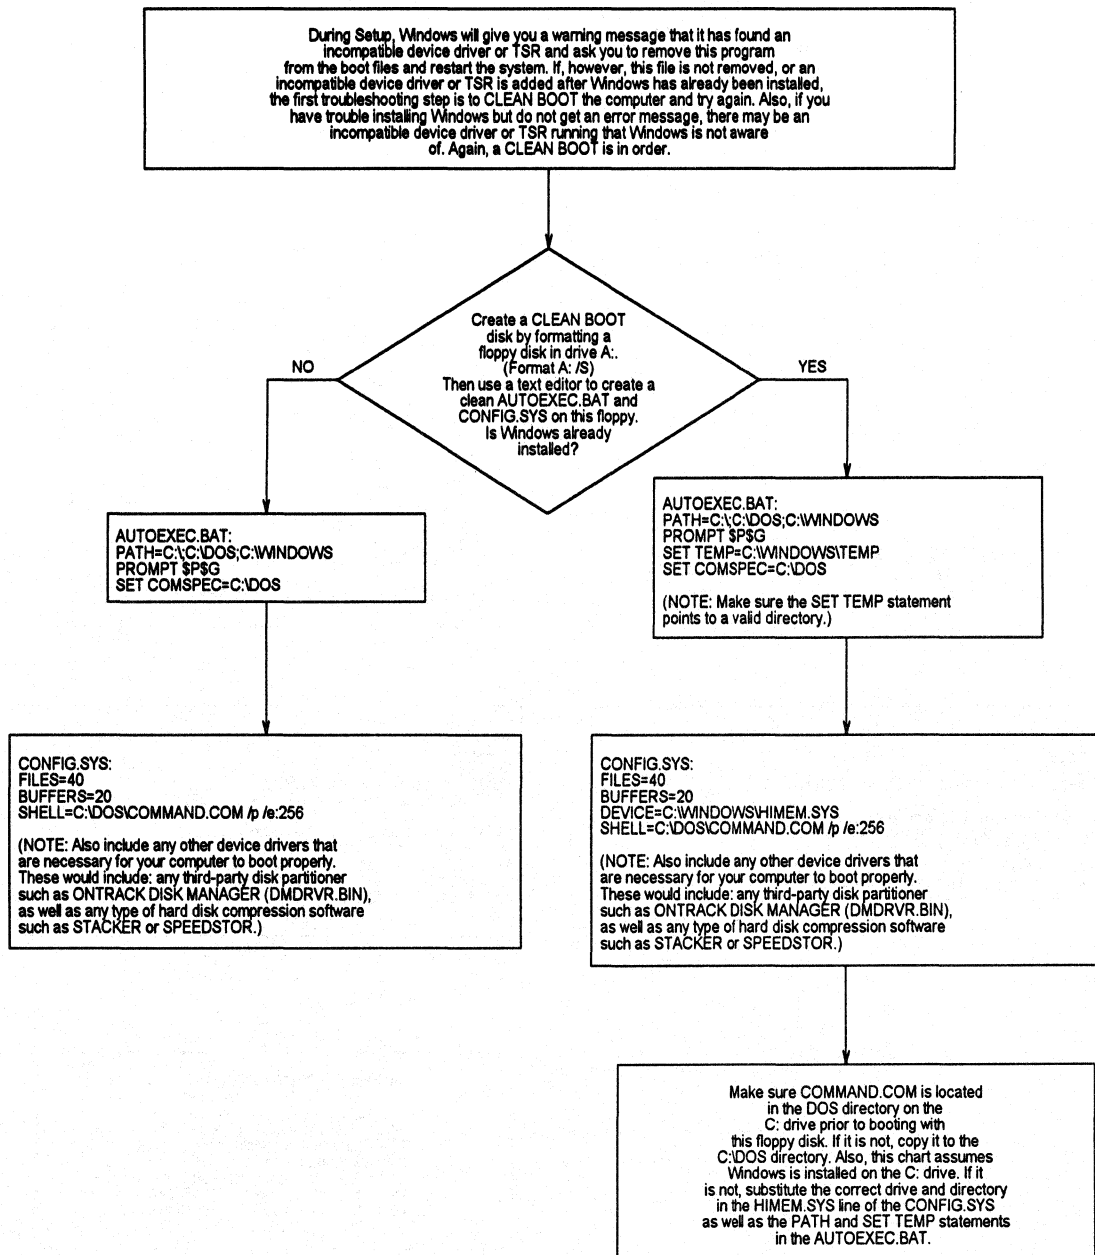 During Setup, Windows will give you a warning message that it has found an
incompatible device driver or TSR and ask you to remove this program
from the boot files and restart the system. If, however, this file is not removed, or an
incompatible device driver or TSR is added after Windows has already been installed,
the first troubleshooting step is to CLEAN BOOT the computer and try again. Also, if you
have trouble installing Windows but do not get an error message, there may be an
incompatible device driver or TSR running that Windows is not aware
of. Again, a CLEAN BOOT is in order.
Create a CLEAN BOOT
disk by formatting a
floppy disk in drive A:.
(Format A: /S)
Then use a text editor to create a
clean AUTOEXEC.BAT and
CONFIG.SYS on this floppy.
Is Windows already
installed?
NO
YES
AUTOEXEC.BAT:
PATH=C:\;C:\DOS;C:\WINDOWS
PROMPT $P$G
SET COMSPEC=C:\DOS
AUTOEXEC.BAT:
PATH=C:\;C:\DOS;C:\WINDOWS
PROMPT $P$G
SET TEMP=C:\WINDOWS\TEMP
SET COMSPEC=C:\DOS
(NOTE: Make sure the SET TEMP statement
points to a valid directory.)
CONFIG.SYS:
FILES=40
BUFFERS=20
SHELL=C:\DOS\COMMAND.COM /p /e:256
(NOTE: Also include any other device drivers that
are necessary for your computer to boot properly.
These would include: any third-party disk partitioner
such as ONTRACK DISK MANAGER (DMDRVR.BIN),
as well as any type of hard disk compression software
such as STACKER or SPEEDSTOR.)
CONFIG.SYS:
FILES=40
BUFFERS=20
DEVICE=C:\WINDOWS\HIMEM.SYS
SHELL=C:\DOS\COMMAND.COM /p /e:256
(NOTE: Also include any other device drivers that
are necessary for your computer to boot properly.
These would include: any third-party disk partitioner
such as ONTRACK DISK MANAGER (DMDRVR.BIN),
as well as any type of hard disk compression software
such as STACKER or SPEEDSTOR.)
Make sure COMMAND.COM is located
in the DOS directory on the
C: drive prior to booting with
this floppy disk. If it is not, copy it to the
C:\DOS directory. Also, this chart assumes
Windows is installed on the C: drive. If it
is not, substitute the correct drive and directory
in the HIMEM.SYS line of the CONFIG.SYS
as well as the PATH and SET TEMP statements
in the AUTOEXEC.BAT.